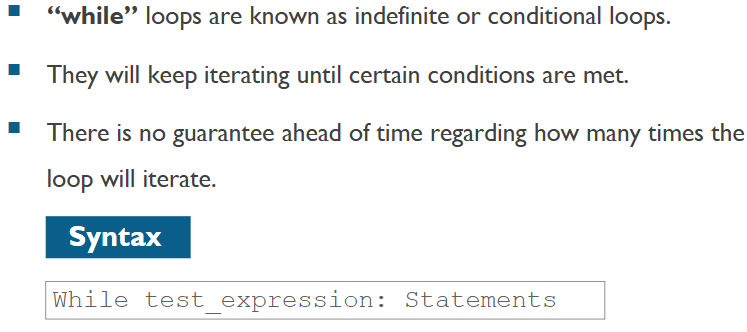 “while” loops are known as indefinite or conditional loops.
They will keep iterating until certain conditions are met.
There is no guarantee ahead of time regarding how many times the
loop will iterate.
Syntax
While test_expression: Statements